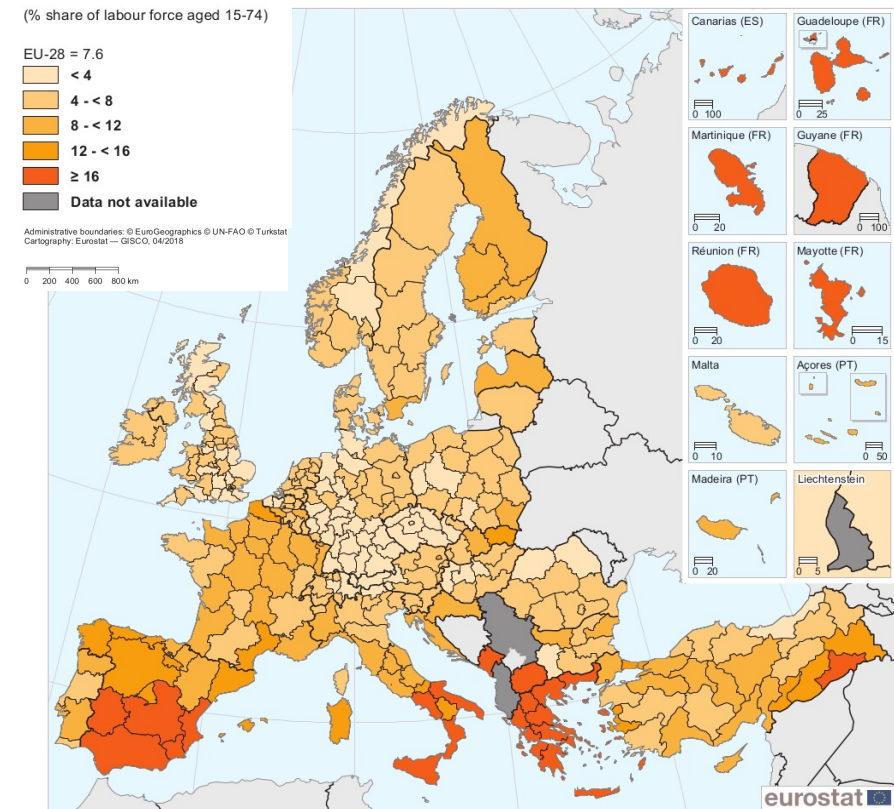 (% share of labour force aged 15-74)
EU-28 = 7.6
< 4
4 - < 8
8 - < 12
12 - < 16
≥ 16
Data not available
Administrative boundaries: © EuroGeographics © UN-FAO © Turkstat
Cartography: Eurostat — GISCO, 04/2018
0 200 400 600 800 km
Canarias (ES)
0 100
Guadeloupe (FR)
0 25
Martinique (FR)
0 20
Guyane (FR)
0 100
Réunion (FR)
0 20
Mayotte (FR)
0 15
Malta
0 10
Açores (PT)
0 50
Madeira (PT)
0 20
Liechtenstein
0 5
eurostat